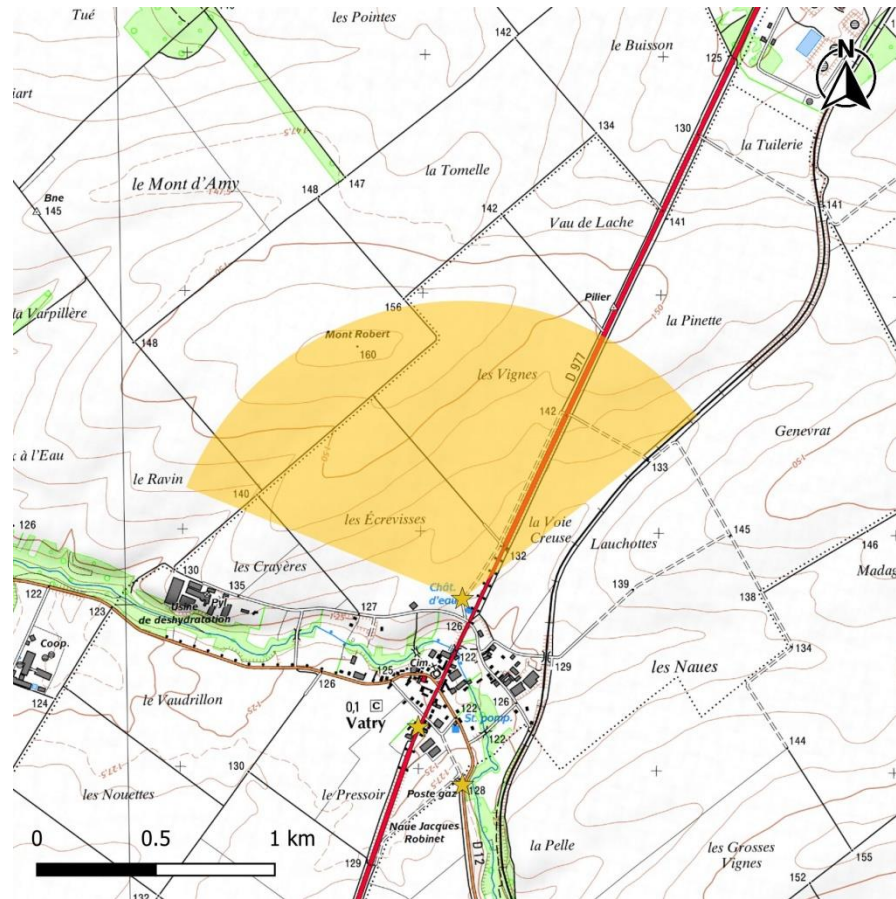 Tué
les Pointes
142
le Buisson
125
N
iart
147,5
134
130
la Tuilerie
le Mont d'Amy
148
147
la Tomelle
Bne
145
142
Vau de Lache
141
141
la Varpillère
156
Pilier
150
la Pinette
Mont Robert
160
148
les Vignes
D 977
142
Genevrat
x à l'Eau
le Ravin
140
133
126
les Écrevisses
la Voie
Creuse
145
132
Lauchottes
146
Madag
130
135
les Crayères
Chât.
d'eau
139
138
122
123
Usine
Pyl
de déshydratation
127
126
Coop.
125
Cim.
122
129
134
les Naues
126
le Vaudrillon
0,1 C
122
126
124
Vatry
St. pomp.
122
144
130
les Nouettes
le Pressoir
Poste gaz
128
0
0.5
1 km
Naue Jacques
Robinet
D 12
la Pelle
les Grosses
Vignes
155
129
152
132